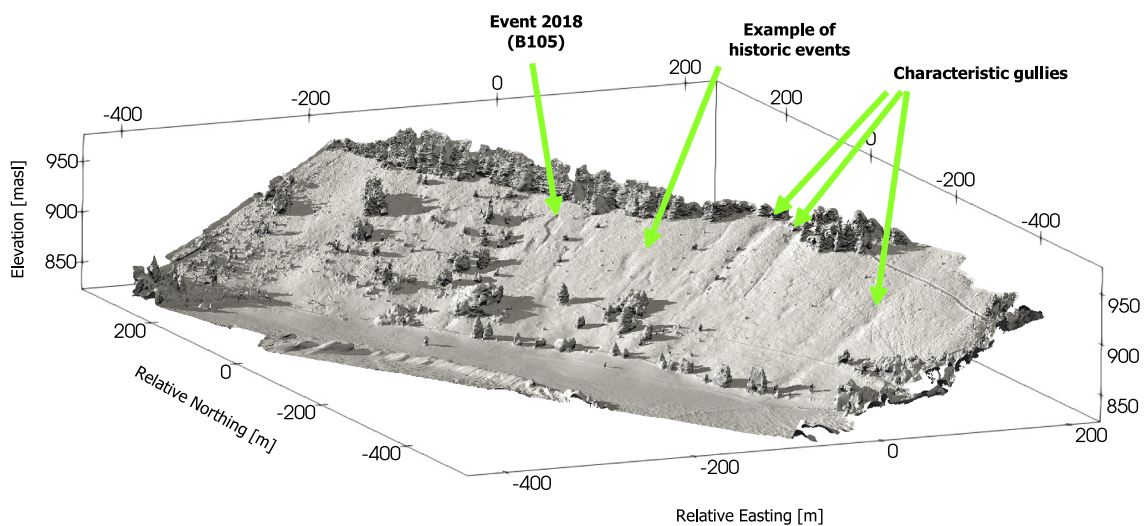 Event 2018
(B105)
Example of
historic events
Characteristic gullies
-400
-200
0
200
200
0
-200
-400
950
900
850
Elevation [masl]
200
0
-200
-400
Relative Northing [m]
-400
-200
0
200
Relative Easting [m]
950
900
850